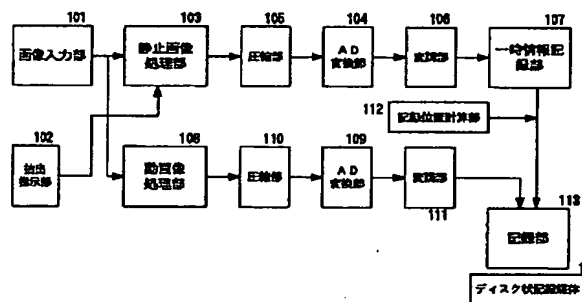 101
画像入力部
102
抽出
指示部
103
静止画像
処理部
105
圧縮部
104
AD
変換部
106
変調部
107
一時情報記
録部
112
記録位置計算部
108
動画像
処理部
110
圧縮部
109
AD
変換部
111
変調部
113
記録部
ディスク状記録媒体